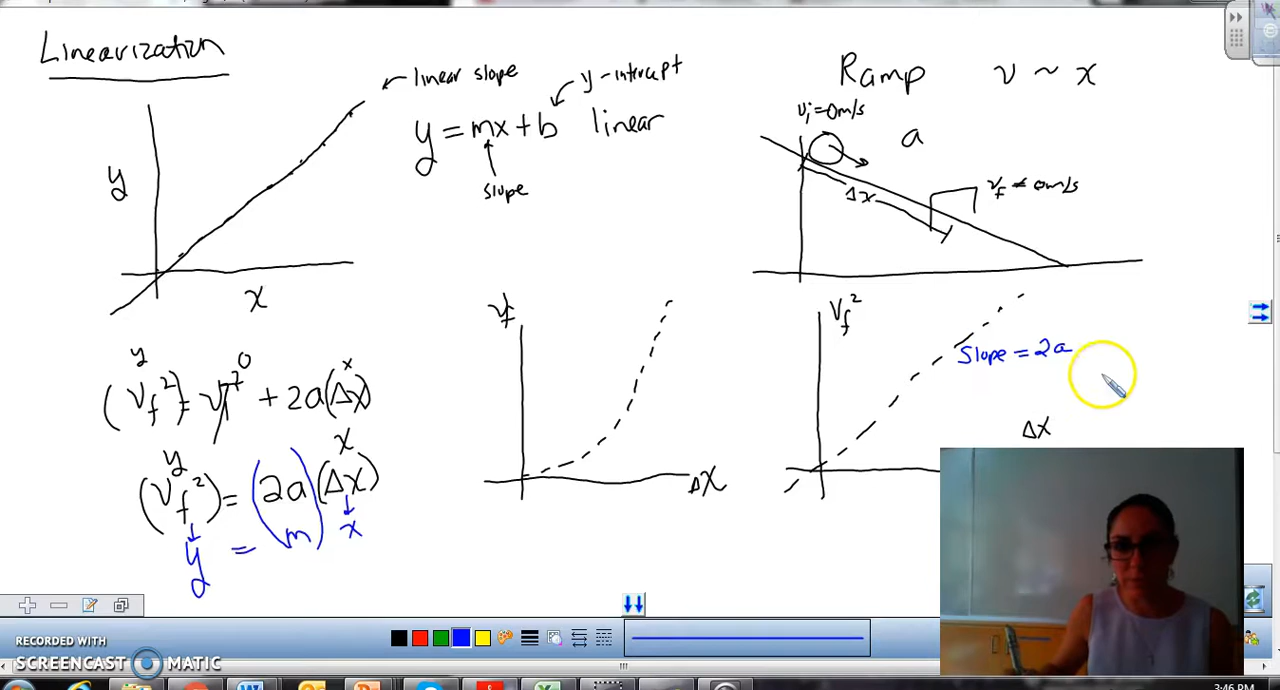 Linearization
linear slope
y-intercept
y = mx + b linear
slope
y
x
Ramp v ~ x
vi = 0 m/s
a
Δx
vf ≠ 0 m/s
vf
Δx
Vf²
Slope = 2a
Δx
y 0 x
(vf²) = vi² + 2a(Δx)
y x
(vf²) = (2a)(Δx)
y = m x
RECORDED WITH
SCREENCAST MATIC
3:46 PM